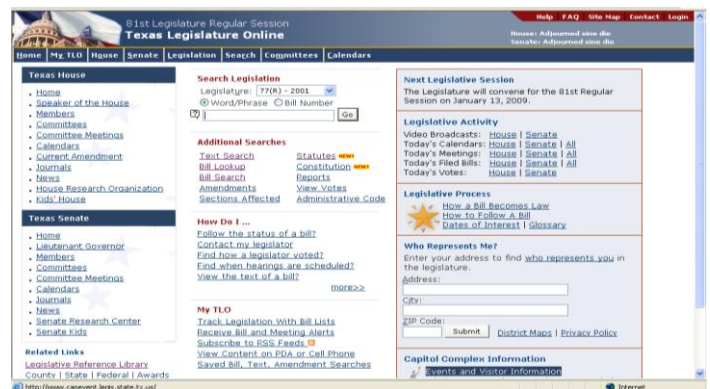 81st Legislature Regular Session
Texas Legislature Online
Help FAQ Site Map Contact Login
House: Adjourned sine die
Senate: Adjourned sine die
Home My TLO House Senate Legislation Search Committees Calendars
Texas House
Home
Speaker of the House
Members
Committees
Committee Meetings
Calendars
Current Amendment
Journals
News
House Research Organization
Kids' House
Texas Senate
Home
Lieutenant Governor
Members
Committees
Committee Meetings
Calendars
Journals
News
Senate Research Center
Senate Kids
Related Links
Legislative Reference Library
County | State | Federal | Awards
Search Legislation
Legislature: 77(R) - 2001
Word/Phrase Bill Number
Go
Additional Searches
Text Search Statutes NEW!
Bill Lookup Constitution NEW!
Bill Search Reports
Amendments View Votes
Sections Affected Administrative Code
How Do I ...
Follow the status of a bill?
Contact my legislator
Find how a legislator voted?
Find when hearings are scheduled?
View the text of a bill?
more>>
My TLO
Track Legislation With Bill Lists
Receive Bill and Meeting Alerts
Subscribe to RSS Feeds
View Content on PDA or Cell Phone
Saved Bill, Text, Amendment Searches
Next Legislative Session
The Legislature will convene for the 81st Regular
Session on January 13, 2009.
Legislative Activity
Video Broadcasts: House | Senate
Today's Calendars: House | Senate | All
Today's Meetings: House | Senate | All
Today's Filed Bills: House | Senate
Today's Votes: House | Senate
Legislative Process
How a Bill Becomes Law
How to Follow A Bill
Dates of Interest | Glossary
Who Represents Me?
Enter your address to find who represents you in
the legislature.
Address:
City:
ZIP Code:
Submit District Maps | Privacy Policy
Capitol Complex Information
Events and Visitor Information
http://www.capevent.legis.state.tx.us/
Internet